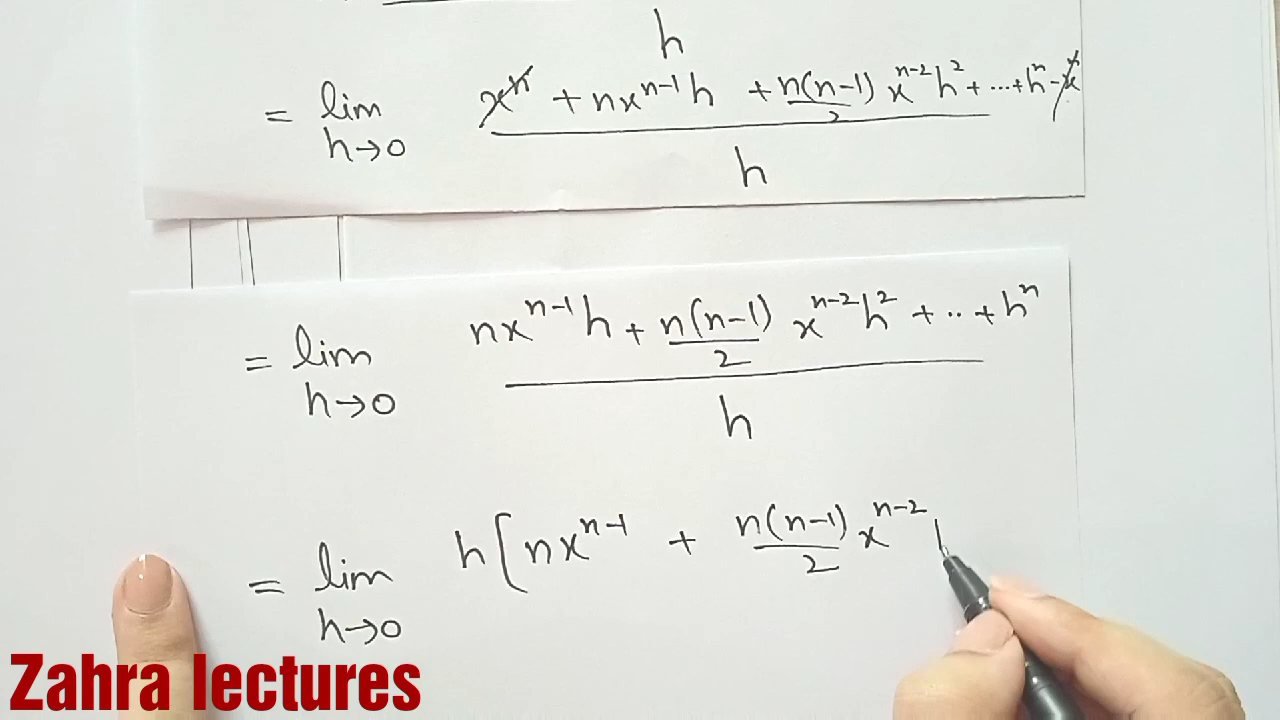 h
= lim x^n + nx^{n-1}h + n(n-1) x^{n-2}h^2 + ... + h^n - x^n
2
h→0 h
= lim nx^{n-1}h + n(n-1) x^{n-2}h^2 + .. + h^n
2
h→0 h
= lim h[nx^{n-1} + n(n-1) x^{n-2}
2
h→0
Zahra lectures